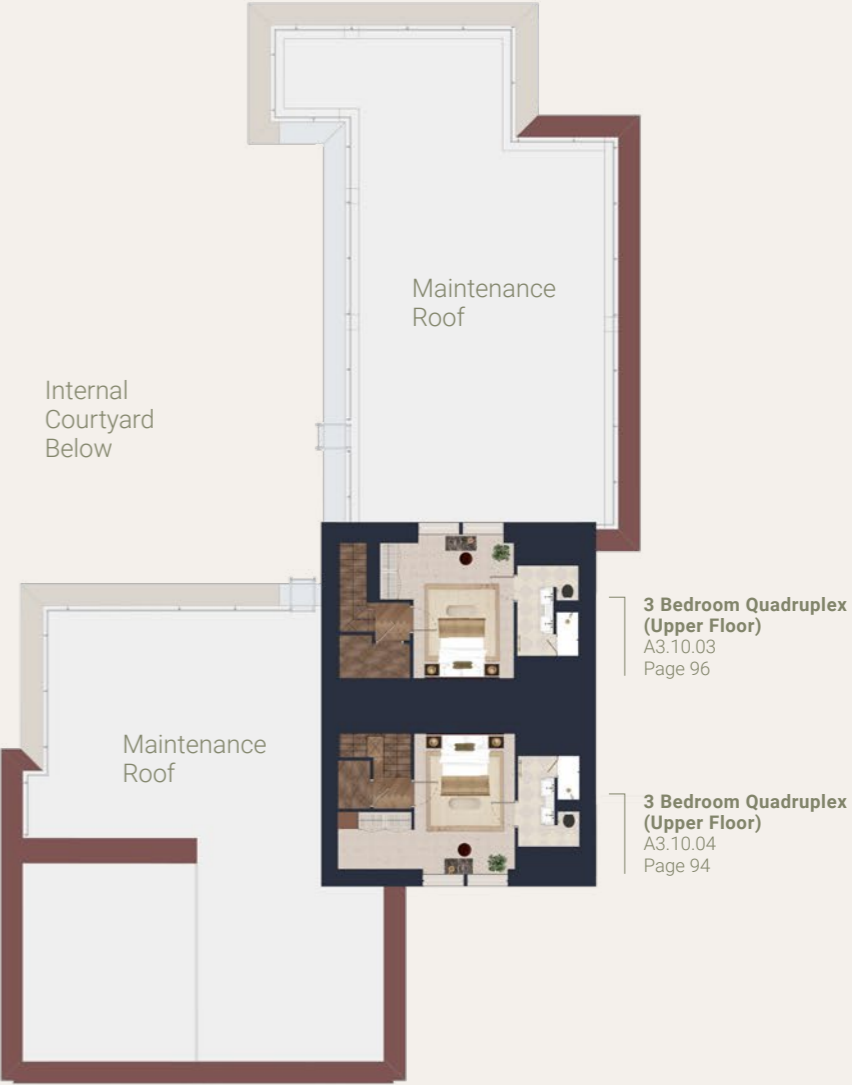 Maintenance
Roof
Internal
Courtyard
Below
3 Bedroom Quadruplex
(Upper Floor)
A3.10.03
Page 96
Maintenance
Roof
3 Bedroom Quadruplex
(Upper Floor)
A3.10.04
Page 94